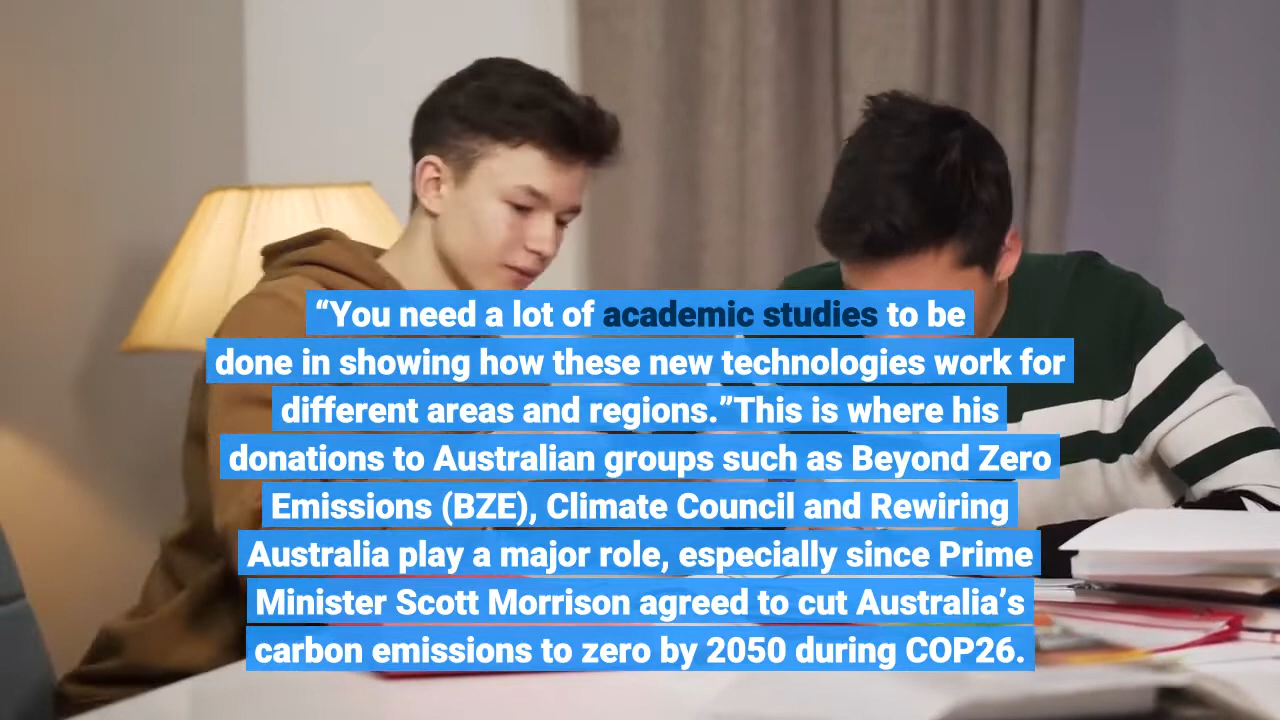 “You need a lot of academic studies to be
done in showing how these new technologies work for
different areas and regions.”This is where his
donations to Australian groups such as Beyond Zero
Emissions (BZE), Climate Council and Rewiring
Australia play a major role, especially since Prime
Minister Scott Morrison agreed to cut Australia’s
carbon emissions to zero by 2050 during COP26.